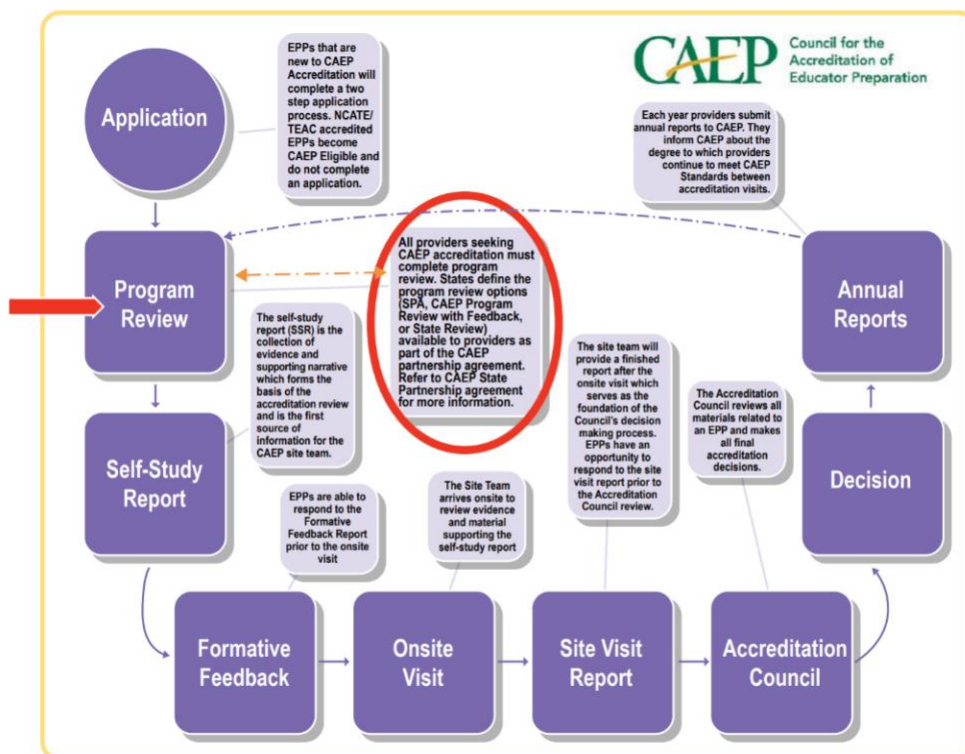 Application
EPPs that are
new to CAEP
Accreditation will
complete a two
step application
process. NCATE/
TEAC accredited
EPPs become
CAEP Eligible and
do not complete
an application.
CAEP
Council for the
Accreditation of
Educator Preparation
Each year providers submit
annual reports to CAEP. They
inform CAEP about the
degree to which providers
continue to meet CAEP
Standards between
accreditation visits.
Program
Review
All providers seeking
CAEP accreditation must
complete program
review. States define the
program review options
(SPA, CAEP Program
Review with Feedback,
or State Review)
available to providers as
part of the CAEP
partnership agreement.
Refer to CAEP State
Partnership agreement
for more information.
Annual
Reports
The self-study
report (SSR) is the
collection of
evidence and
supporting narrative
which forms the
basis of the
accreditation review
and is the first
source of
information for the
CAEP site team.
The site team will
provide a finished
report after the
onsite visit which
serves as the
foundation of the
Council's decision
making process.
EPPs have an
opportunity to
respond to the site
visit report prior to
the Accreditation
Council review.
The Accreditation
Council reviews all
materials related to
an EPP and makes
all final
accreditation
decisions.
Self-Study
Report
Decision
EPPs are able to
respond to the
Formative
Feedback Report
prior to the onsite
visit
The Site Team
arrives onsite to
review evidence
and material
supporting the
self-study report
Formative
Feedback
Onsite
Visit
Site Visit
Report
Accreditation
Council